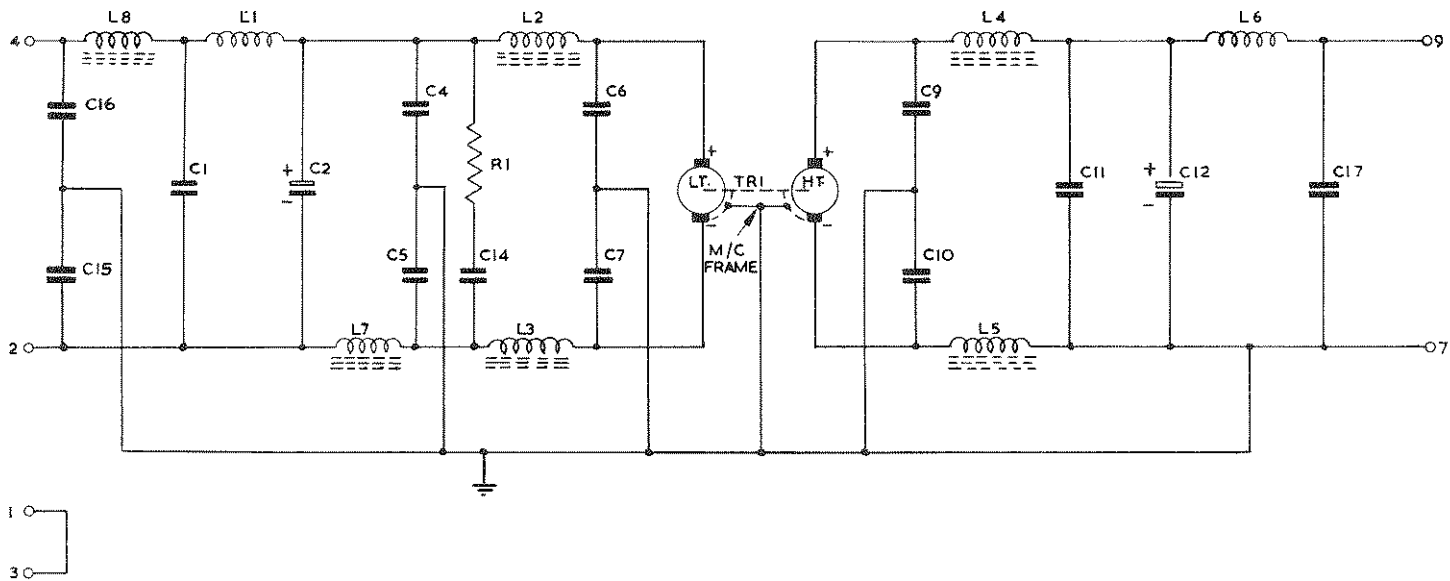 L8
L1
L2
L4
L6
4
9
C16
C4
C6
C9
R1
C1
+
C2
-
+
LT.
TR1
+
HT
-
-
C11
+
C12
-
C17
M/C
FRAME
C15
C5
C14
C7
C10
L7
L3
L5
2
7
1
3